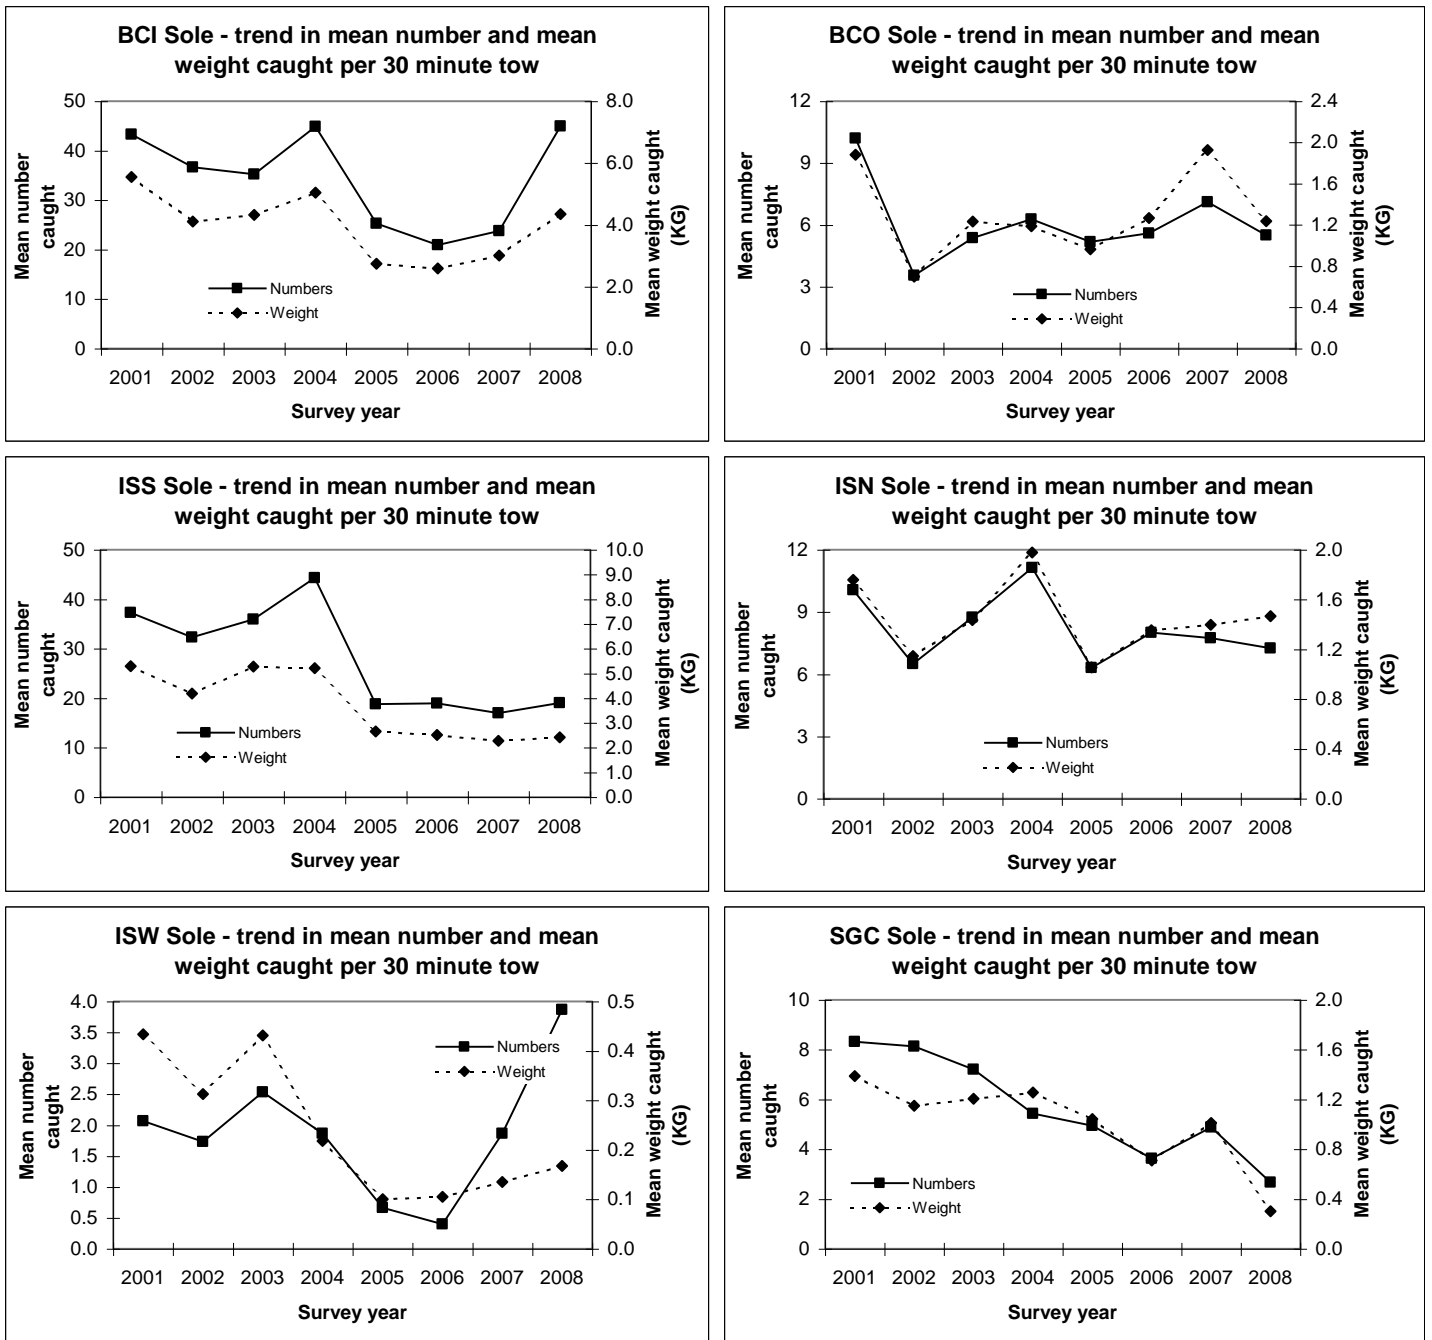 BCI Sole - trend in mean number and mean
weight caught per 30 minute tow
50
40
30
20
10
0
8.0
6.0
4.0
2.0
0.0
Mean number
caught
Mean weight caught
(KG)
Numbers
Weight
2001 2002 2003 2004 2005 2006 2007 2008
Survey year
BCO Sole - trend in mean number and mean
weight caught per 30 minute tow
12
9
6
3
0
2.4
2.0
1.6
1.2
0.8
0.4
0.0
Mean number
caught
Mean weight caught
(KG)
Numbers
Weight
2001 2002 2003 2004 2005 2006 2007 2008
Survey year
ISS Sole - trend in mean number and mean
weight caught per 30 minute tow
50
40
30
20
10
0
10.0
9.0
8.0
7.0
6.0
5.0
4.0
3.0
2.0
1.0
0.0
Mean number
caught
Mean weight caught
(KG)
Numbers
Weight
2001 2002 2003 2004 2005 2006 2007 2008
Survey year
ISN Sole - trend in mean number and mean
weight caught per 30 minute tow
12
9
6
3
0
2.0
1.6
1.2
0.8
0.4
0.0
Mean number
caught
Mean weight caught
(KG)
Numbers
Weight
2001 2002 2003 2004 2005 2006 2007 2008
Survey year
ISW Sole - trend in mean number and mean
weight caught per 30 minute tow
4.0
3.5
3.0
2.5
2.0
1.5
1.0
0.5
0.0
0.5
0.4
0.3
0.2
0.1
0.0
Mean number
caught
Mean weight caught
(KG)
Numbers
Weight
2001 2002 2003 2004 2005 2006 2007 2008
Survey year
SGC Sole - trend in mean number and mean
weight caught per 30 minute tow
10
8
6
4
2
0
2.0
1.6
1.2
0.8
0.4
0.0
Mean number
caught
Mean weight caught
(KG)
Numbers
Weight
2001 2002 2003 2004 2005 2006 2007 2008
Survey year